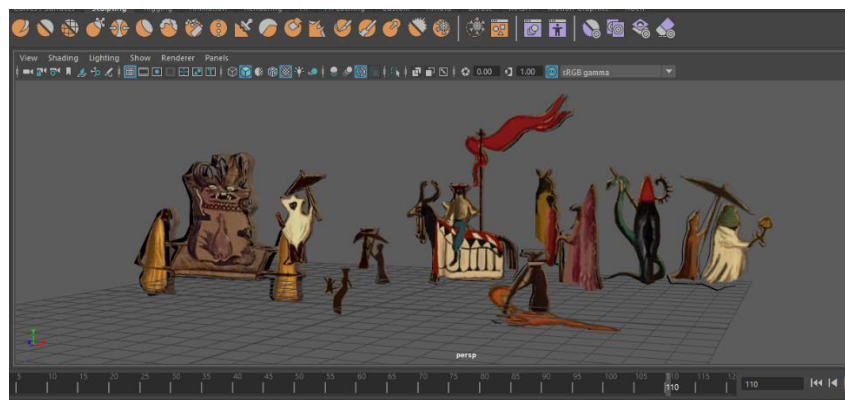 Sculpting
View Shading Lighting Show Renderer Panels
0.00 1.00 sRGB gamma
persp
5 10 15 20 25 30 35 40 45 50 55 60 65 70 75 80 85 90 95 100 105 110 115 12
110 110